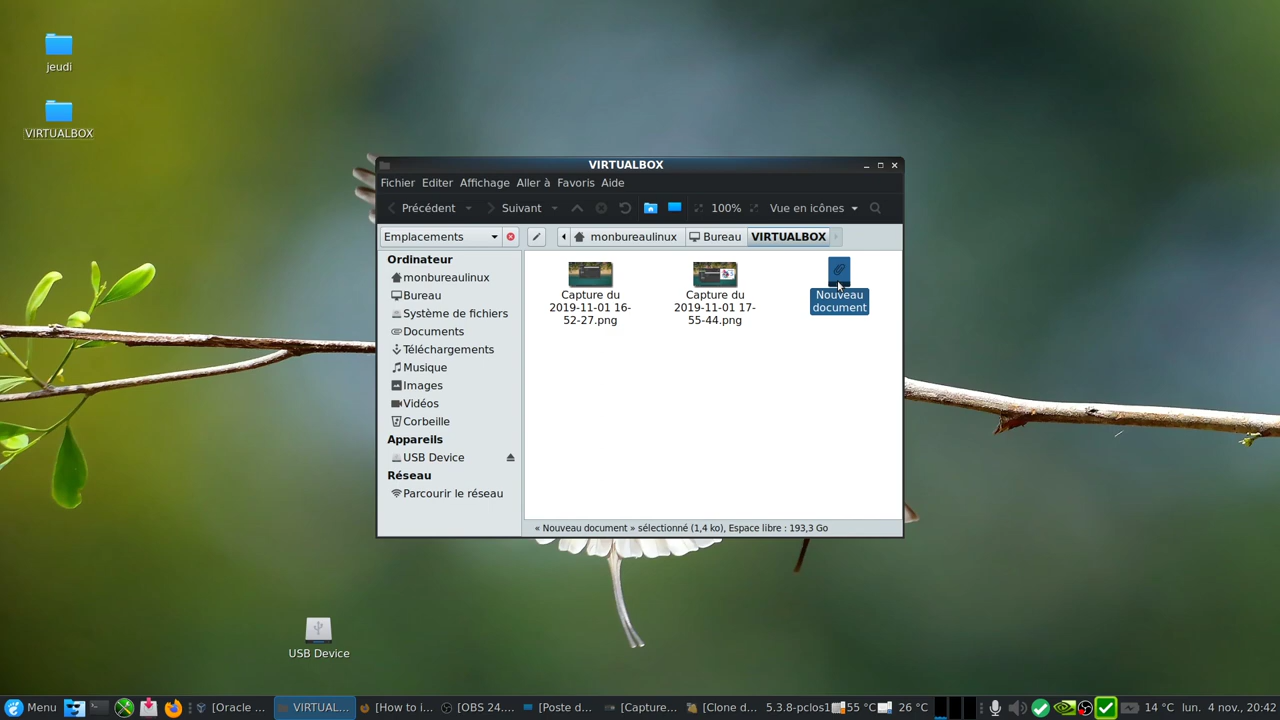 jeudi
VIRTUALBOX
VIRTUALBOX
Fichier Editer Affichage Aller à Favoris Aide
Précédent Suivant 100% Vue en icônes
Emplacements monbureaulinux Bureau VIRTUALBOX
Ordinateur
monbureaulinux
Bureau
Système de fichiers
Documents
Téléchargements
Musique
Images
Vidéos
Corbeille
Appareils
USB Device
Réseau
Parcourir le réseau
Capture du
2019-11-01 16-
52-27.png
Capture du
2019-11-01 17-
55-44.png
Nouveau
document
« Nouveau document » sélectionné (1,4 ko), Espace libre : 193,3 Go
USB Device
Menu [Oracle ... VIRTUAL... [How to i... [OBS 24.... [Poste d... [Capture... [Clone d... 5.3.8-pclos1 55 °C 26 °C 14 °C lun. 4 nov., 20:42